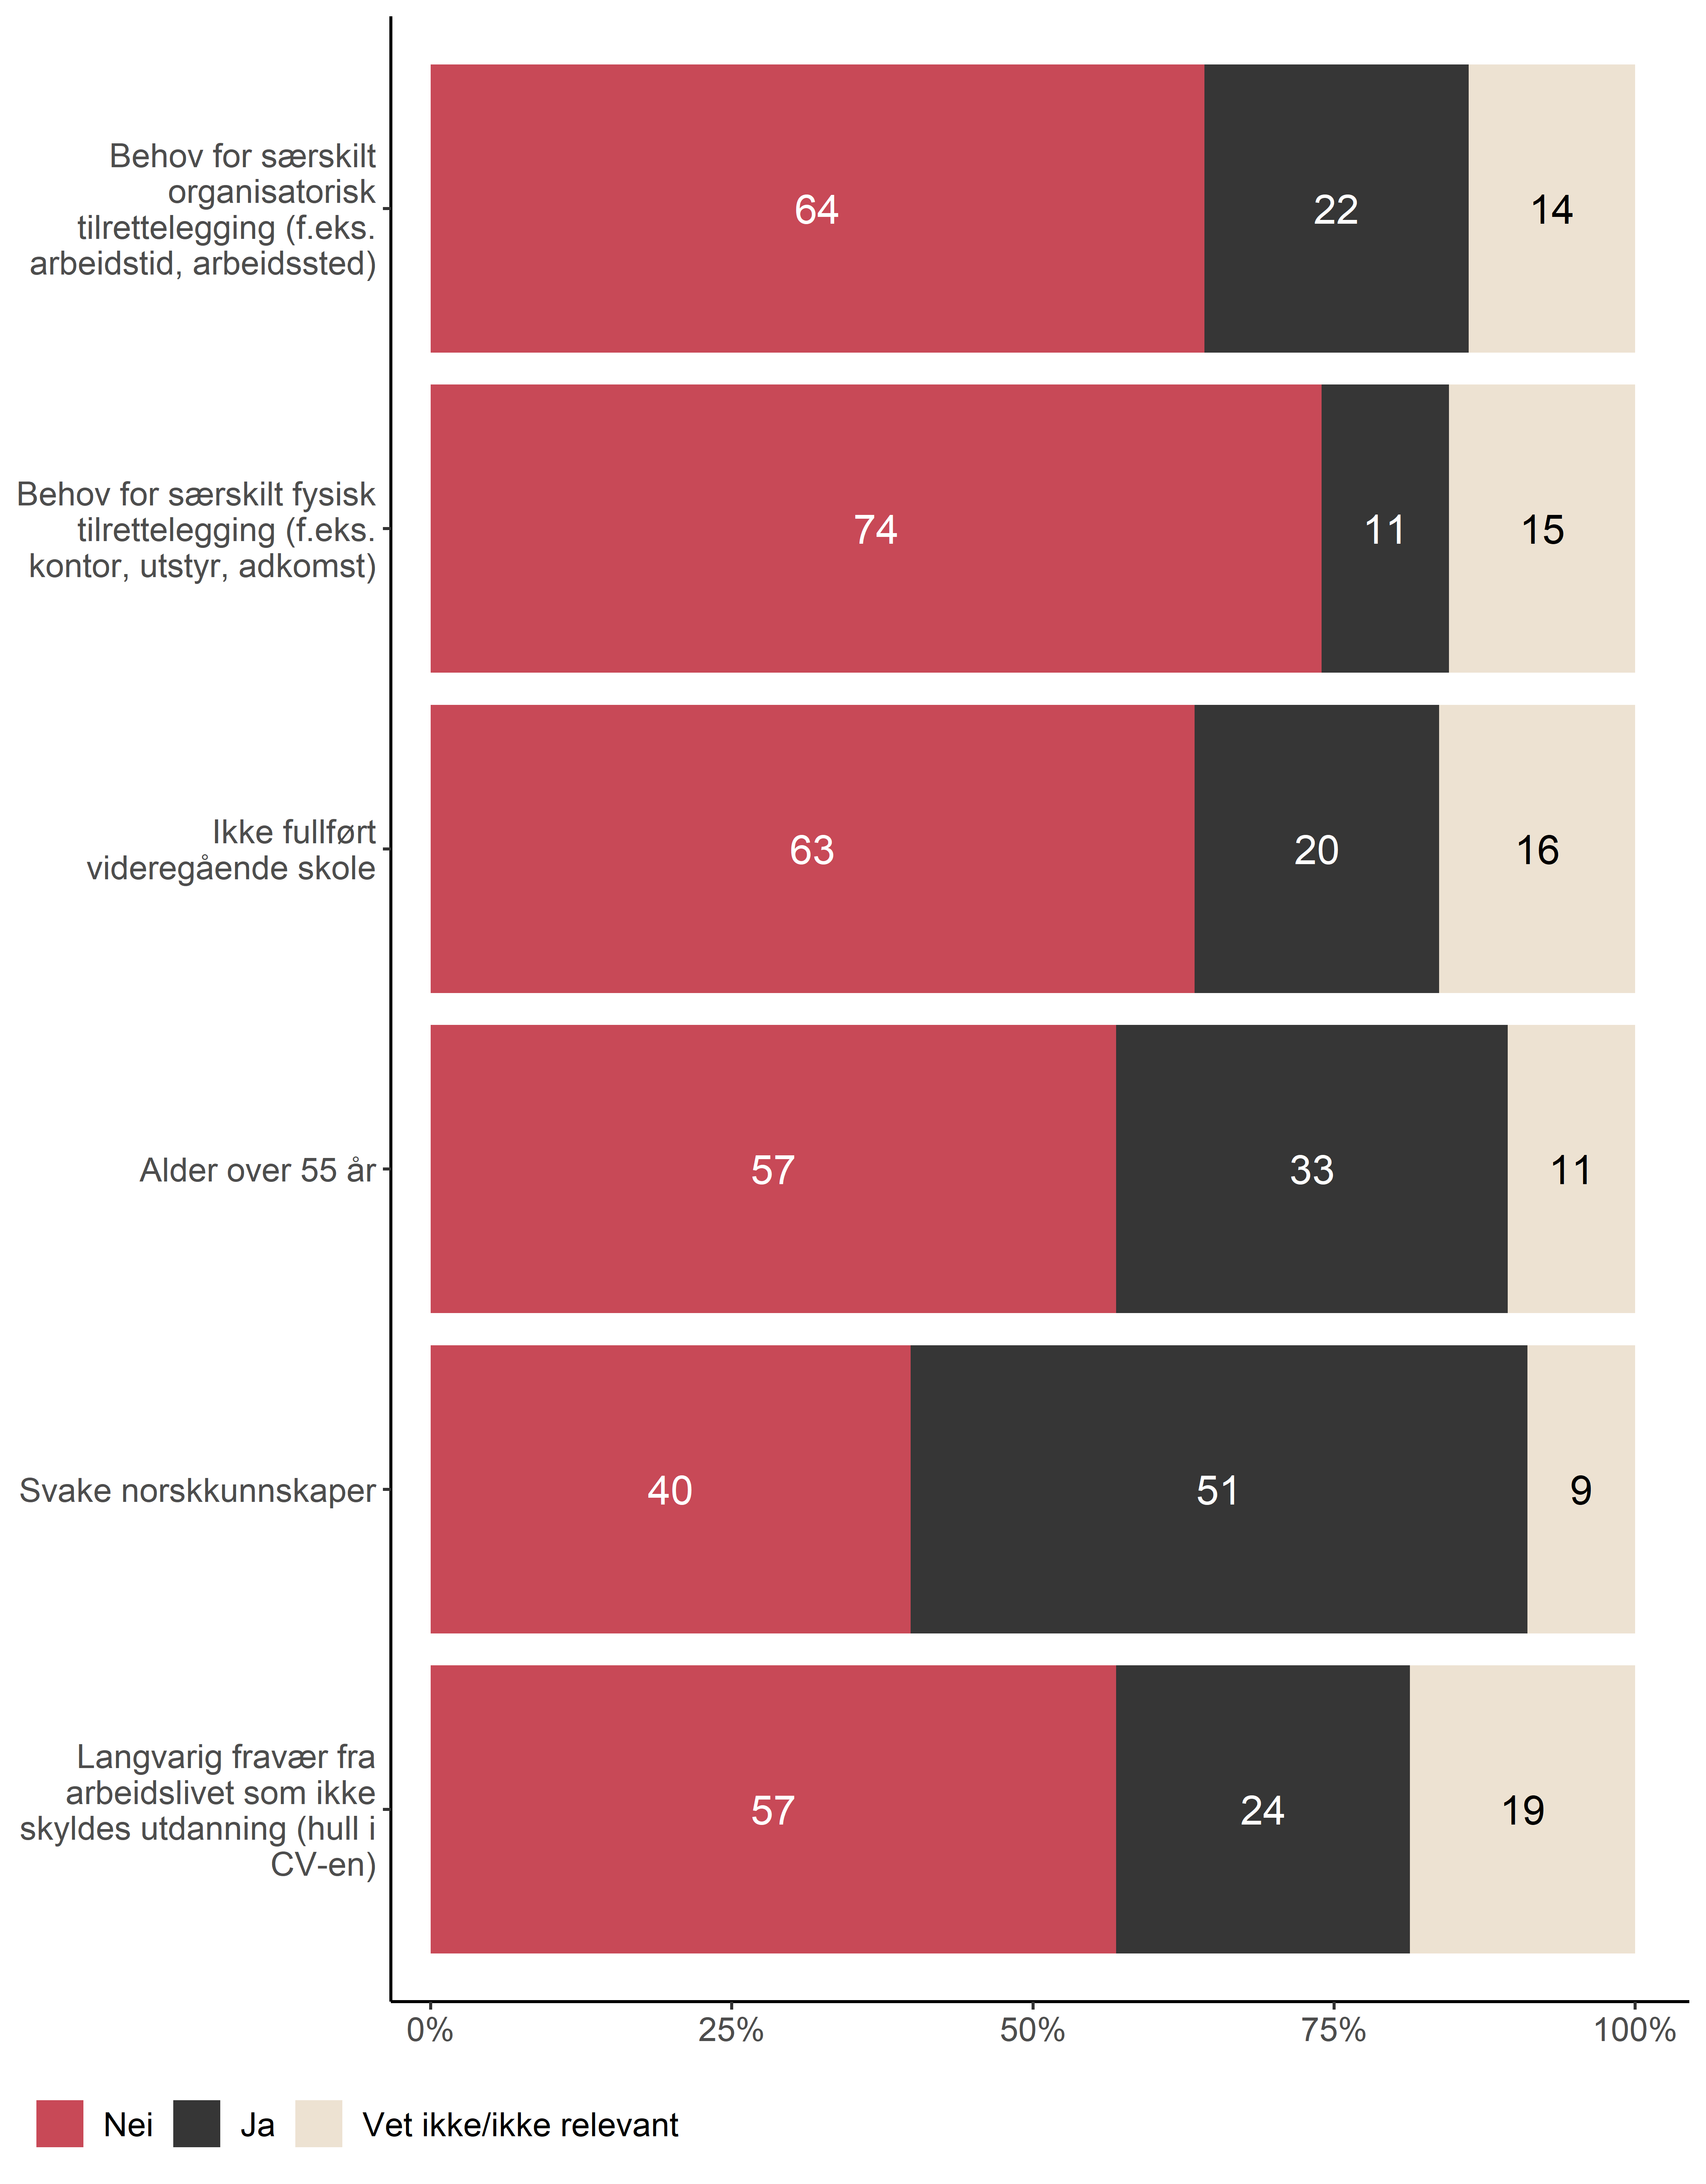 Behov for særskilt
organisatorisk
tilrettelegging (f.eks.
arbeidstid, arbeidssted)
64 22 14
Behov for særskilt fysisk
tilrettelegging (f.eks.
kontor, utstyr, adkomst)
74 11 15
Ikke fullført
videregående skole
63 20 16
Alder over 55 år
57 33 11
Svake norskkunnskaper
40 51 9
Langvarig fravær fra
arbeidslivet som ikke
skyldes utdanning (hull i
CV-en)
57 24 19
0% 25% 50% 75% 100%
Nei Ja Vet ikke/ikke relevant